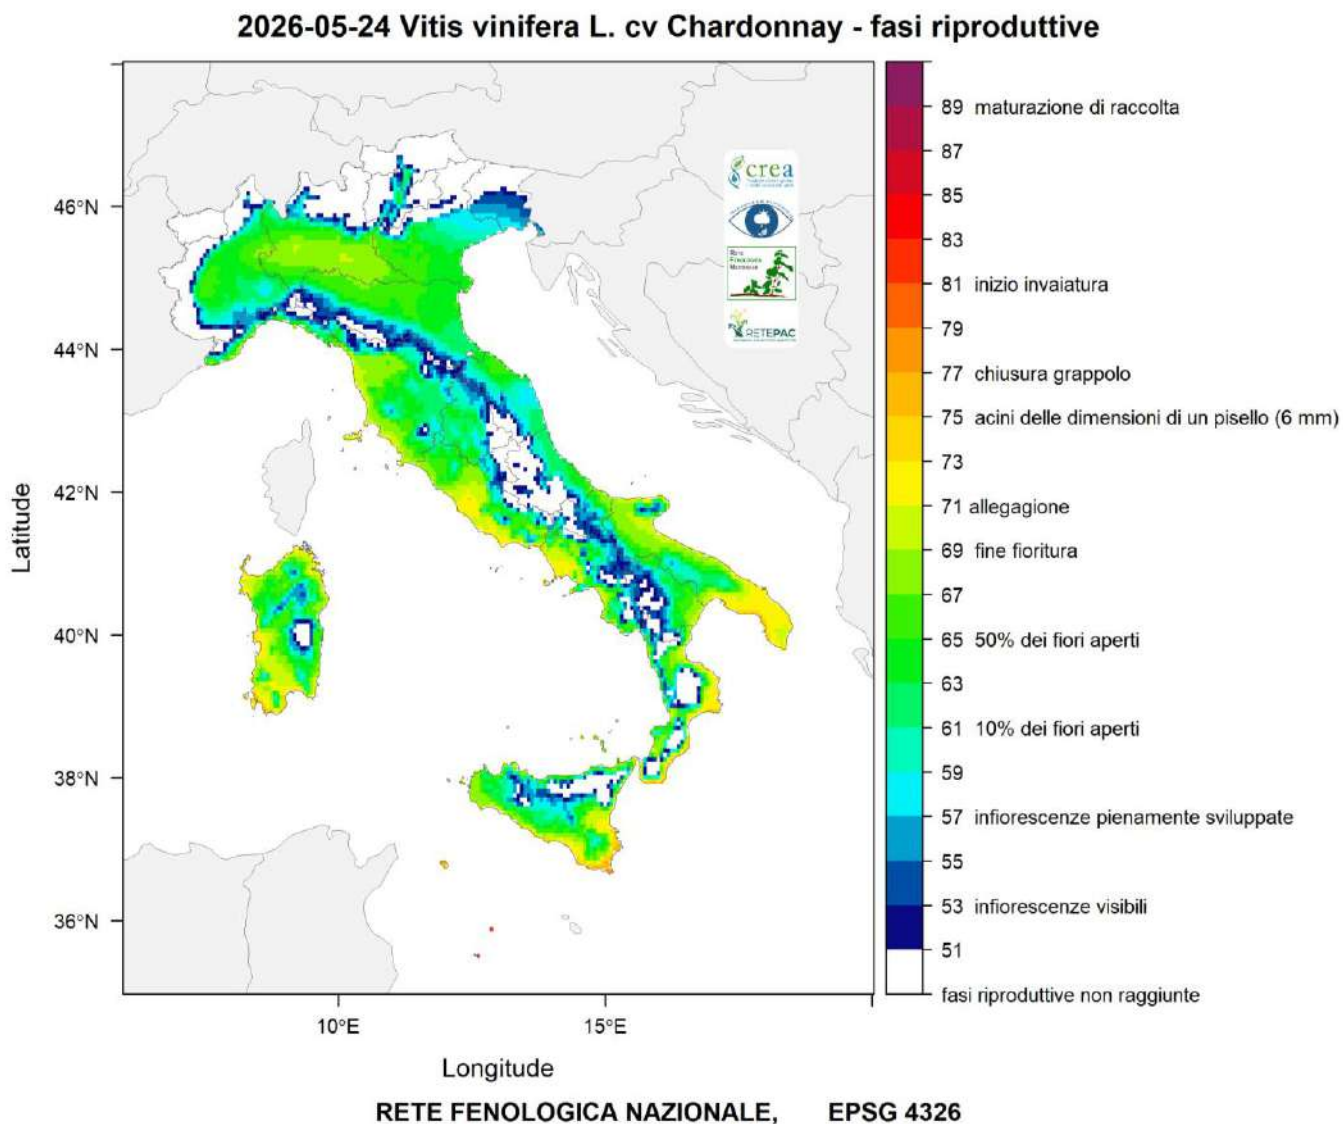 2026-05-24 Vitis vinifera L. cv Chardonnay - fasi riproduttive
89 maturazione di raccolta
87
85
83
81 inizio invaiatura
79
77 chiusura grappolo
75 acini delle dimensioni di un pisello (6 mm)
73
71 allegagione
69 fine fioritura
67
65 50% dei fiori aperti
63
61 10% dei fiori aperti
59
57 infiorescenze pienamente sviluppate
55
53 infiorescenze visibili
51
fasi riproduttive non raggiunte
crea
RETE
FENOLOGICA
NAZIONALE
RETEPAC
46°N
44°N
42°N
40°N
38°N
36°N
Latitude
10°E
15°E
Longitude
RETE FENOLOGICA NAZIONALE, EPSG 4326